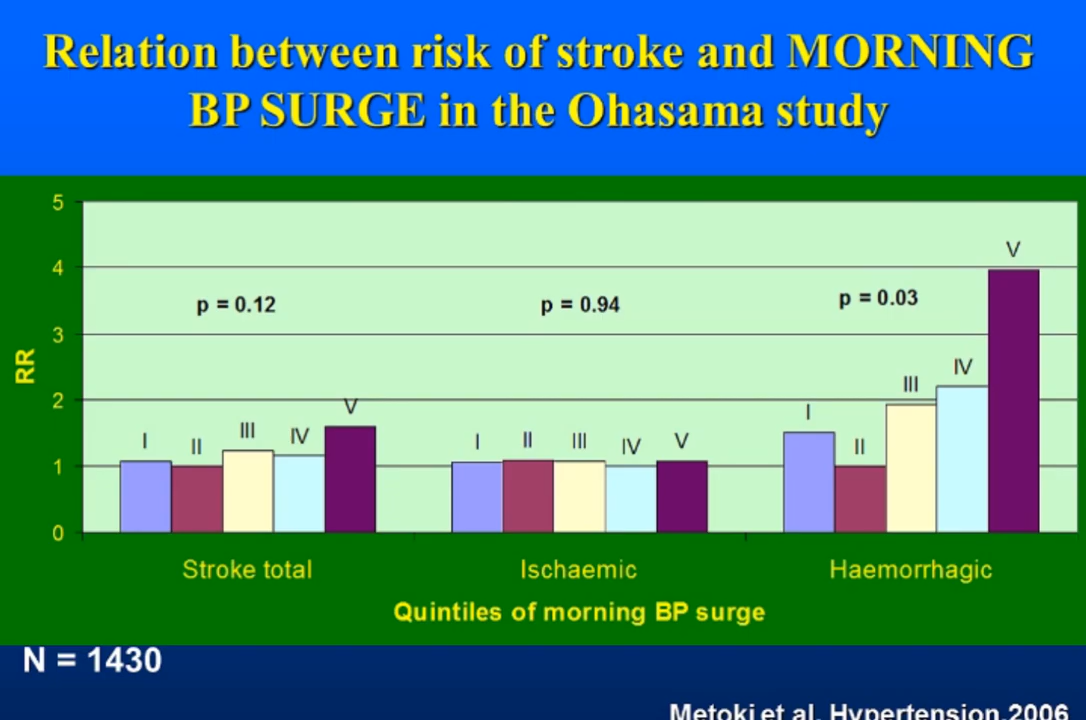 Relation between risk of stroke and MORNING
BP SURGE in the Ohasama study
5
4
3
2
1
0
RR
p = 0.12
p = 0.94
p = 0.03
I
II
III
IV
V
I
II
III
IV
V
I
II
III
IV
V
Stroke total
Ischaemic
Haemorrhagic
Quintiles of morning BP surge
N = 1430
Metoki et al. Hypertension 2006